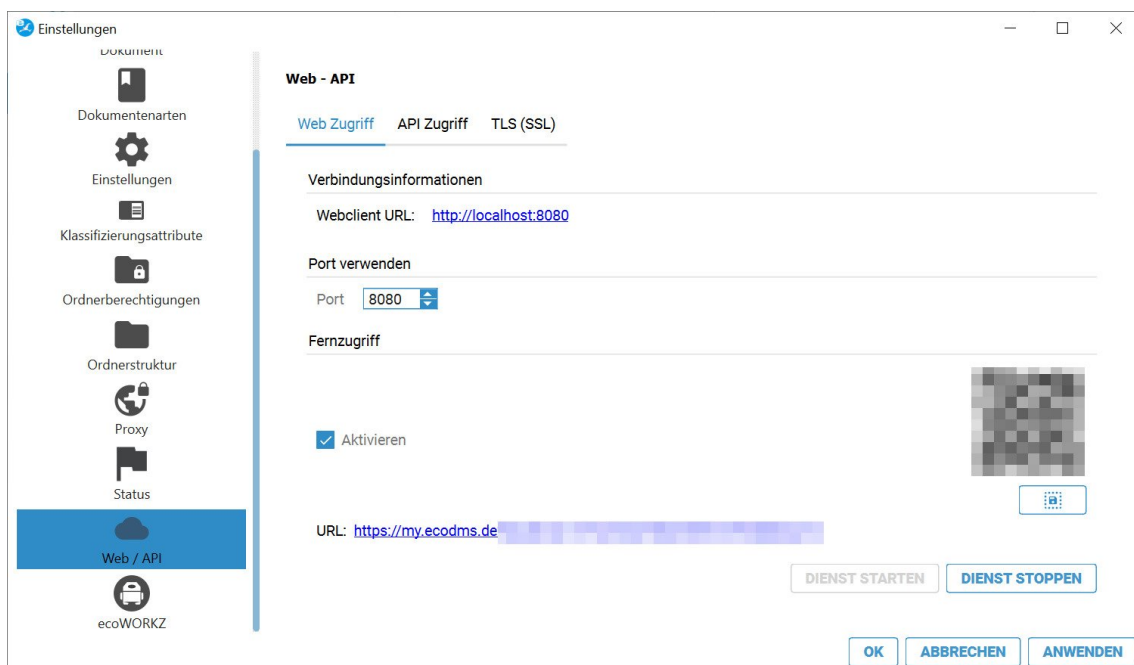 Einstellungen
Dokument
Dokumentenarten
Einstellungen
Klassifizierungsattribute
Ordnerberechtigungen
Ordnerstruktur
Proxy
Status
Web / API
ecoWORKZ
Web - API
Web Zugriff API Zugriff TLS (SSL)
Verbindungsinformationen
Webclient URL: http://localhost:8080
Port verwenden
Port 8080
Fernzugriff
Aktivieren
URL: https://my.ecodms.de
DIENST STARTEN DIENST STOPPEN
OK ABBRECHEN ANWENDEN